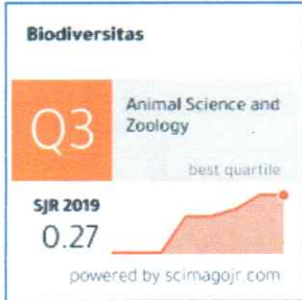 Biodiversitas
Q3
Animal Science and
Zoology
best quartile
SJR 2019
0.27
powered by scimagojr.com